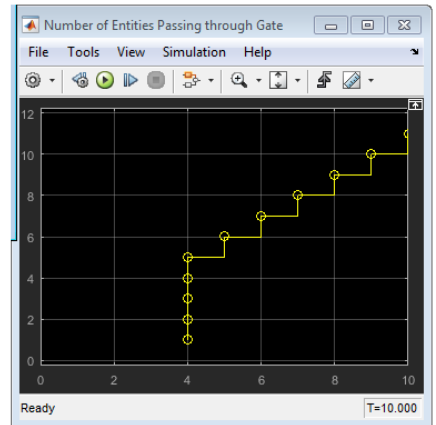 Number of Entities Passing through Gate
File Tools View Simulation Help
12
10
8
6
4
2
0
0 2 4 6 8 10
Ready T=10.000